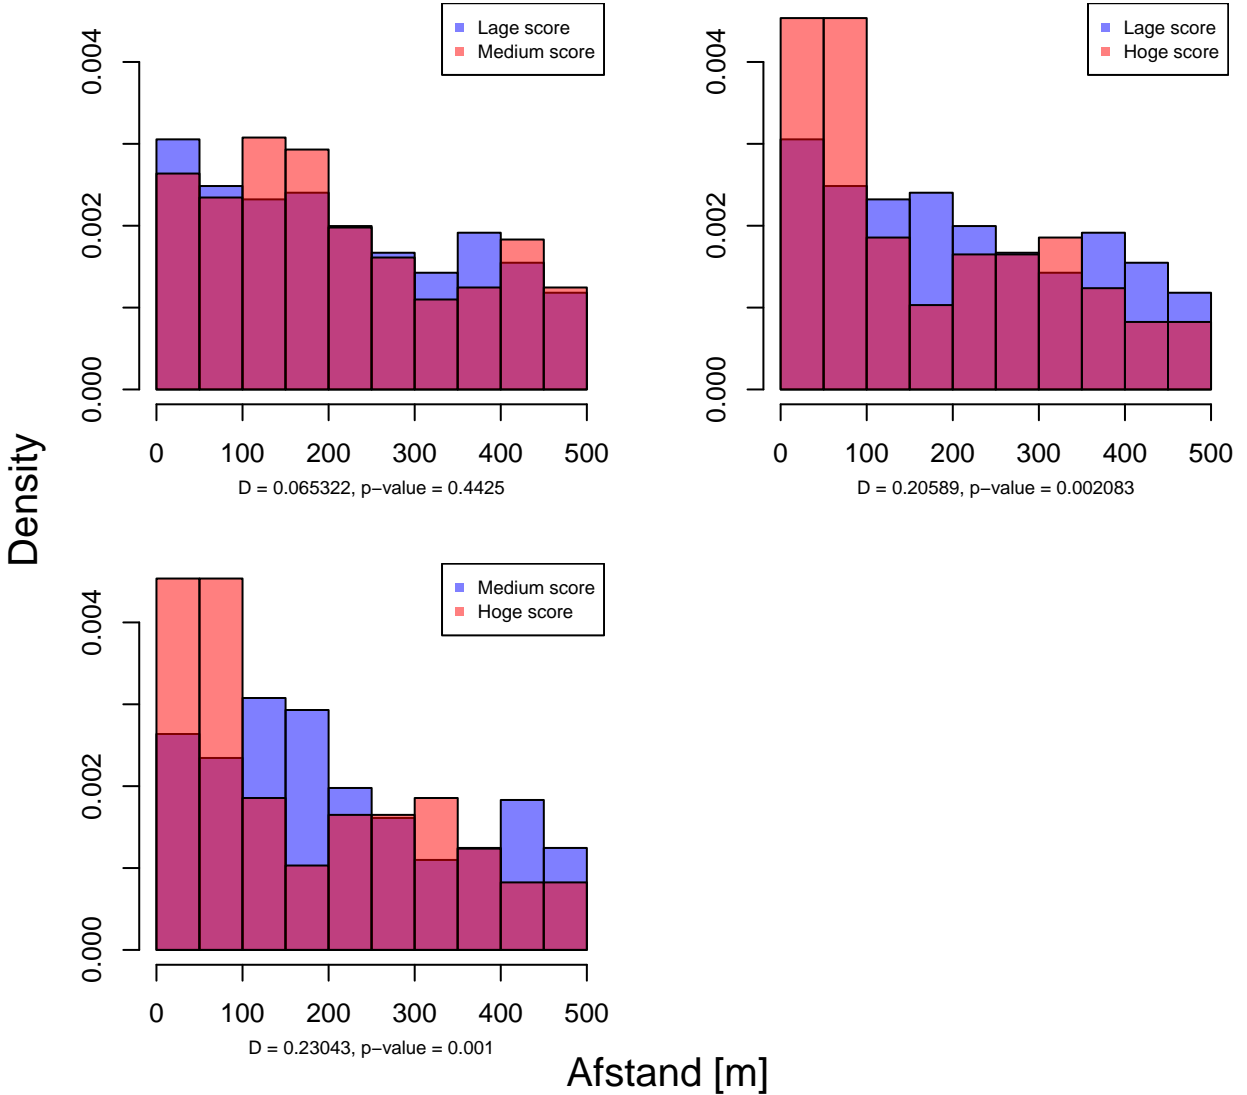 Lage score
Medium score
0.004
0.002
0.000
0 100 200 300 400 500
D = 0.065322, p−value = 0.4425
Lage score
Hoge score
0.004
0.002
0.000
0 100 200 300 400 500
D = 0.20589, p−value = 0.002083
Density
Medium score
Hoge score
0.004
0.002
0.000
0 100 200 300 400 500
D = 0.23043, p−value = 0.001
Afstand [m]